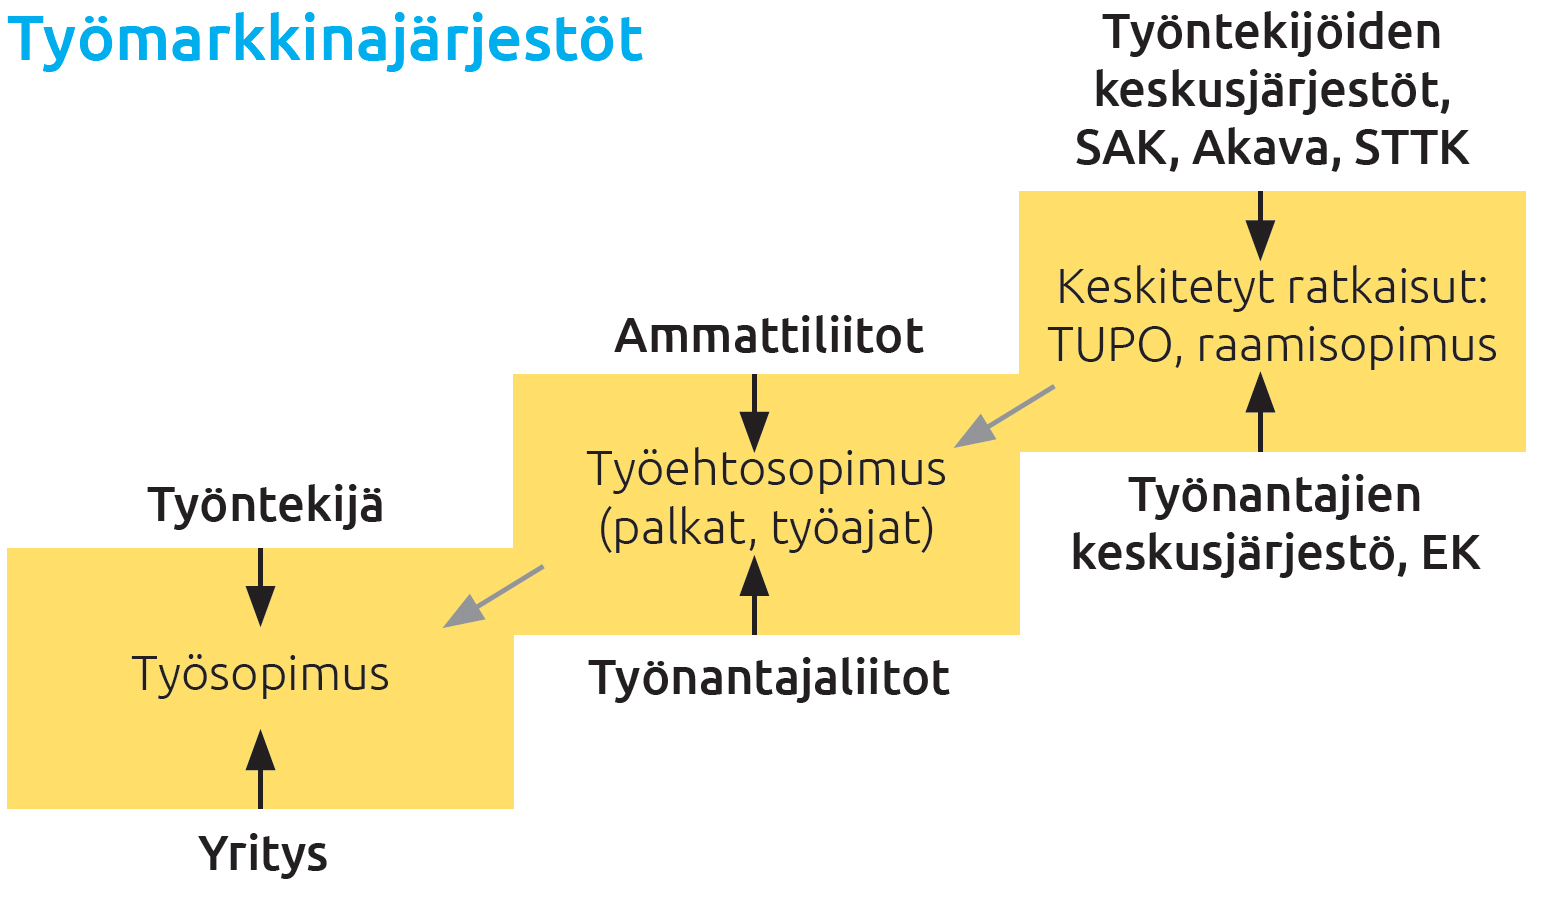 Työmarkkinajärjestöt
Työntekijöiden
keskusjärjestöt,
SAK, Akava, STTK
Keskitetyt ratkaisut:
TUPO, raamisopimus
Työnantajien
keskusjärjestö, EK
Ammattiliitot
Työehtosopimus
(palkat, työajat)
Työnantajaliitot
Työntekijä
Työsopimus
Yritys